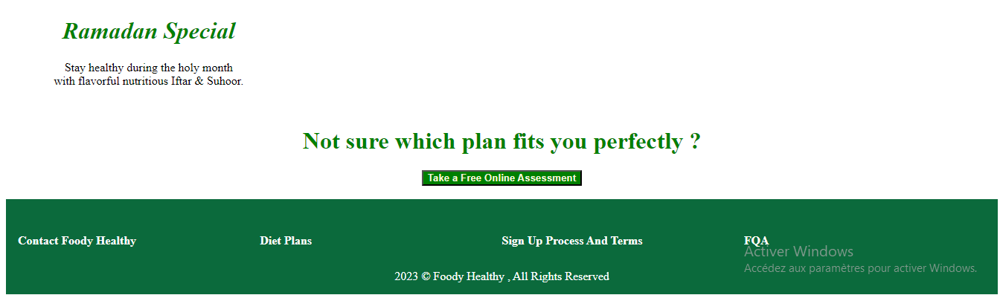 Ramadan Special
Stay healthy during the holy month
with flavorful nutritious Iftar & Suhoor.
Not sure which plan fits you perfectly ?
Take a Free Online Assessment
Contact Foody Healthy
Diet Plans
Sign Up Process And Terms
FQA
Activer Windows
Accédez aux paramètres pour activer Windows.
2023 © Foody Healthy , All Rights Reserved